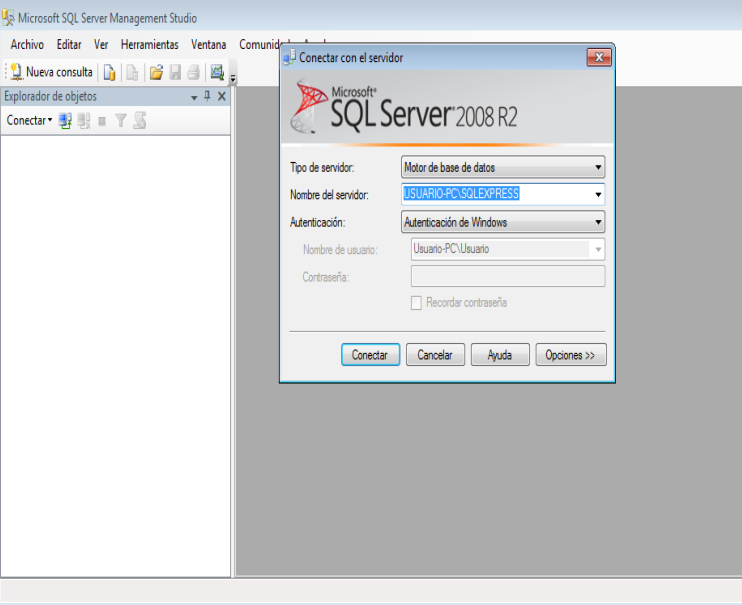 Microsoft SQL Server Management Studio
Archivo Editar Ver Herramientas Ventana Comunid
Nueva consulta
Explorador de objetos
Conectar
Conectar con el servidor
Microsoft®
SQL Server® 2008 R2
Tipo de servidor: Motor de base de datos
Nombre del servidor: USUARIO-PC\SQLEXPRESS
Autenticación: Autenticación de Windows
Nombre de usuario: Usuario-PC\Usuario
Contraseña:
Recordar contraseña
Conectar Cancelar Ayuda Opciones >>